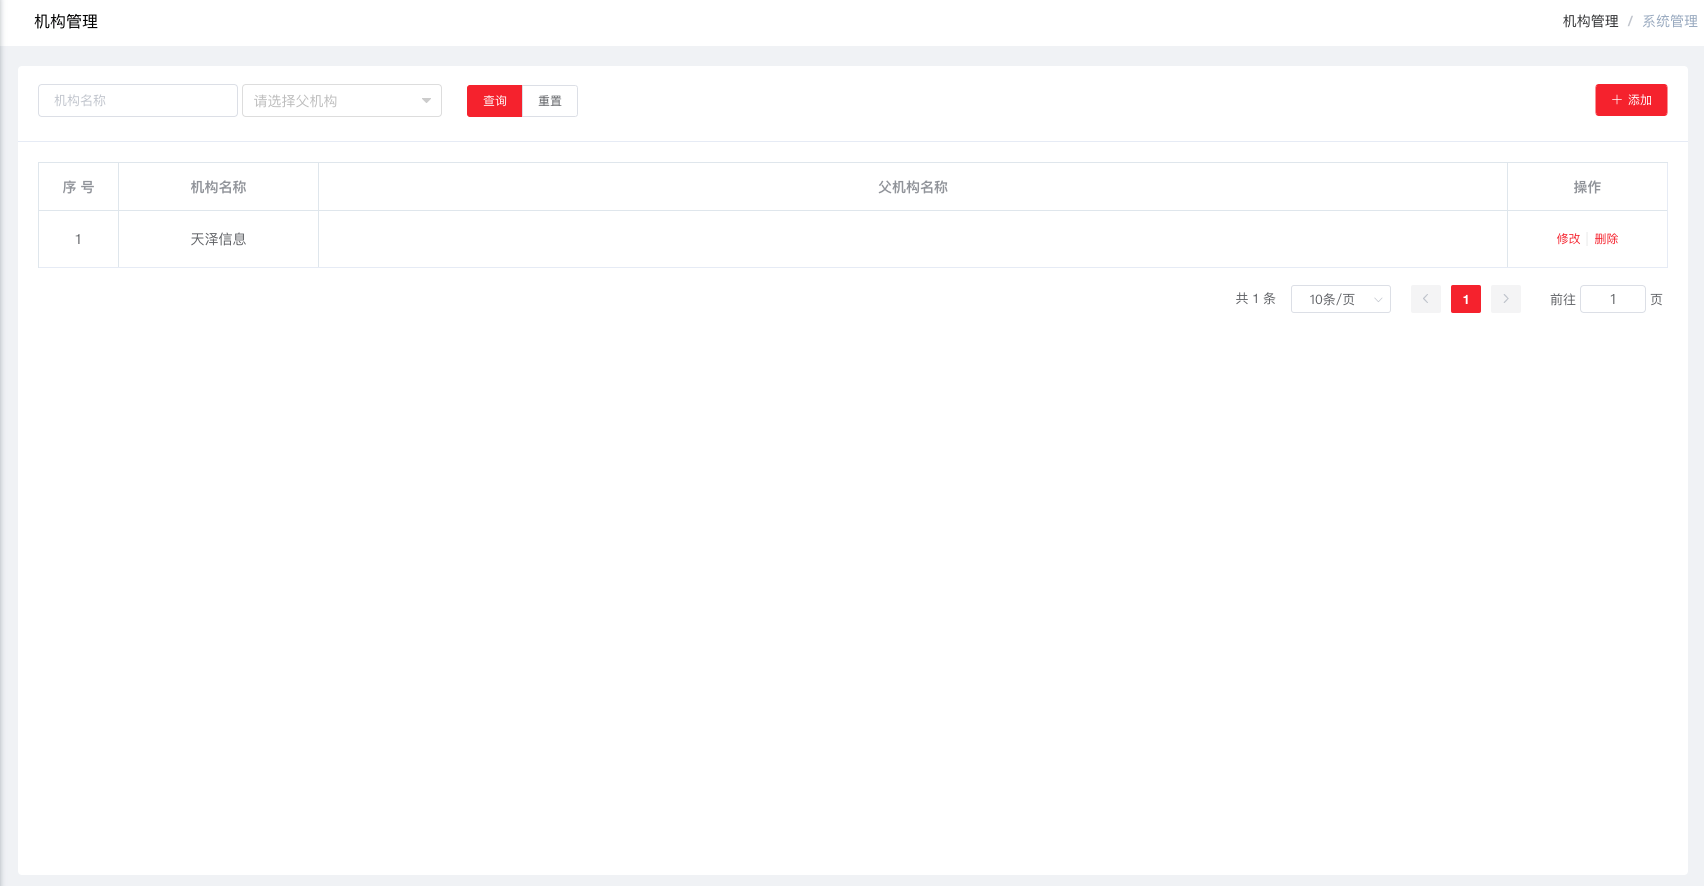 机构管理 机构管理 / 系统管理
机构名称 请选择父机构 查询 重置 添加
序 号 机构名称 父机构名称 操作
1 天泽信息 修改 删除
共 1 条 10条/页 1 前往 1 页